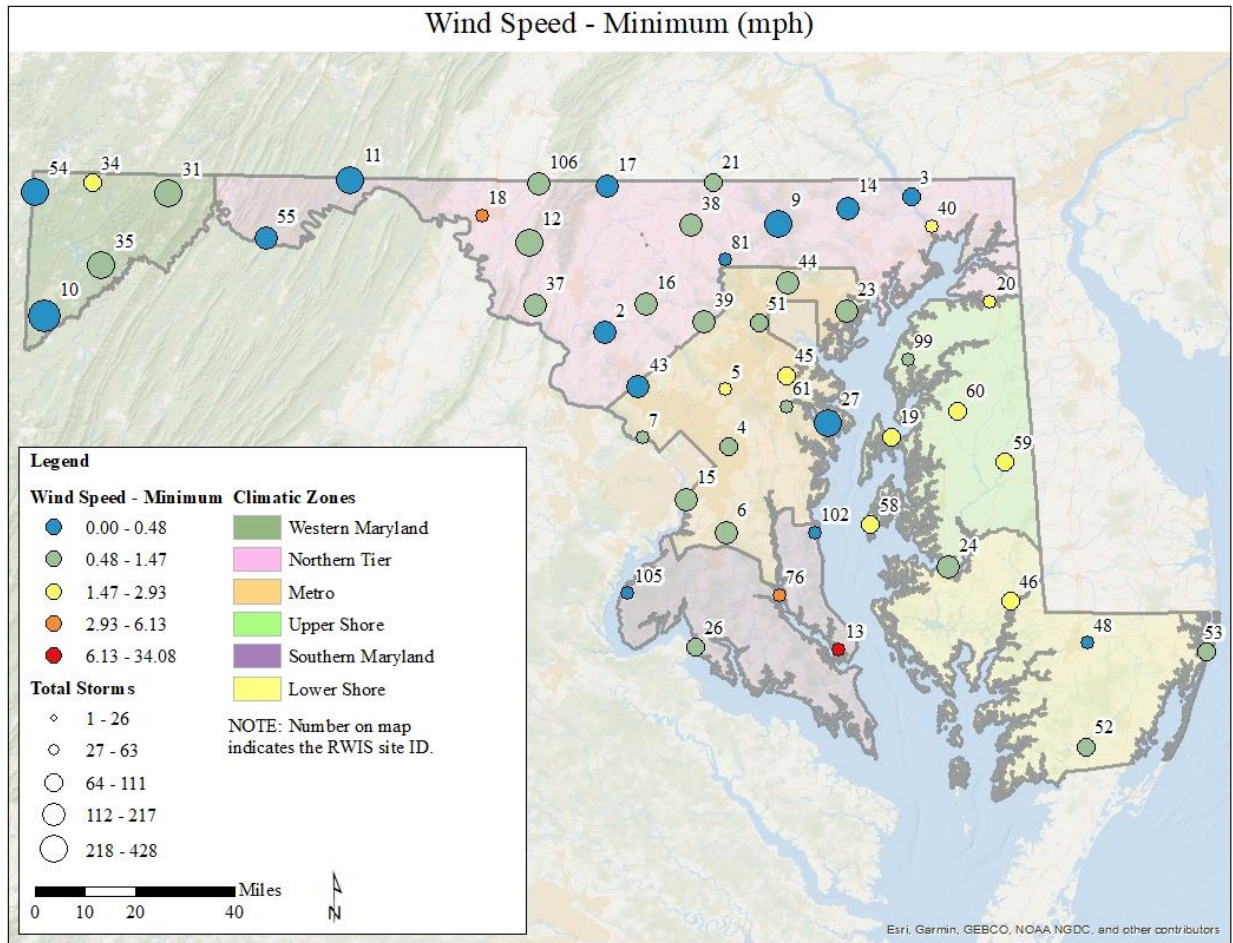 Wind Speed - Minimum (mph)
11
54
34
31
106
17
21
3
18
14
9
40
12
38
55
35
81
44
20
10
37
16
39
51
23
2
99
43
45
5
60
61
27
19
7
59
4
15
58
6
102
24
105
76
46
48
53
26
13
52
Legend
Wind Speed - Minimum Climatic Zones
0.00 - 0.48 Western Maryland
0.48 - 1.47 Northern Tier
1.47 - 2.93 Metro
2.93 - 6.13 Upper Shore
6.13 - 34.08 Southern Maryland
Total Storms Lower Shore
1 - 26 NOTE: Number on map
27 - 63 indicates the RWIS site ID.
64 - 111
112 - 217
218 - 428
Miles
0 10 20 40
N
Esri, Garmin, GEBCO, NOAA NGDC, and other contributors